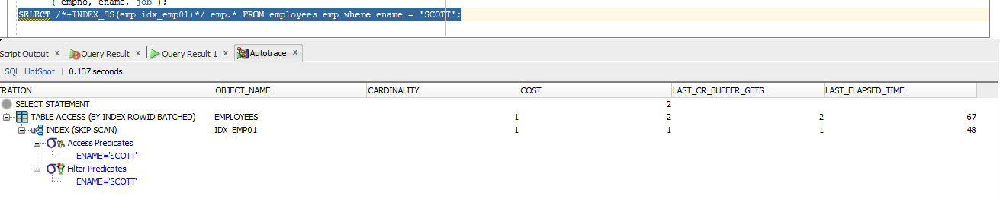 ( empno, ename, job );
SELECT /*+INDEX_SS(emp idx_emp01)*/ emp.* FROM employees emp where ename = 'SCOTT';
Script Output x Query Result x Query Result 1 x Autotrace x
SQL HotSpot 0.137 seconds
ERATION OBJECT_NAME CARDINALITY COST LAST_CR_BUFFER_GETS LAST_ELAPSED_TIME
SELECT STATEMENT 2
TABLE ACCESS (BY INDEX ROWID BATCHED) EMPLOYEES 1 2 2 67
INDEX (SKIP SCAN) IDX_EMP01 1 1 1 48
Access Predicates
ENAME='SCOTT'
Filter Predicates
ENAME='SCOTT'